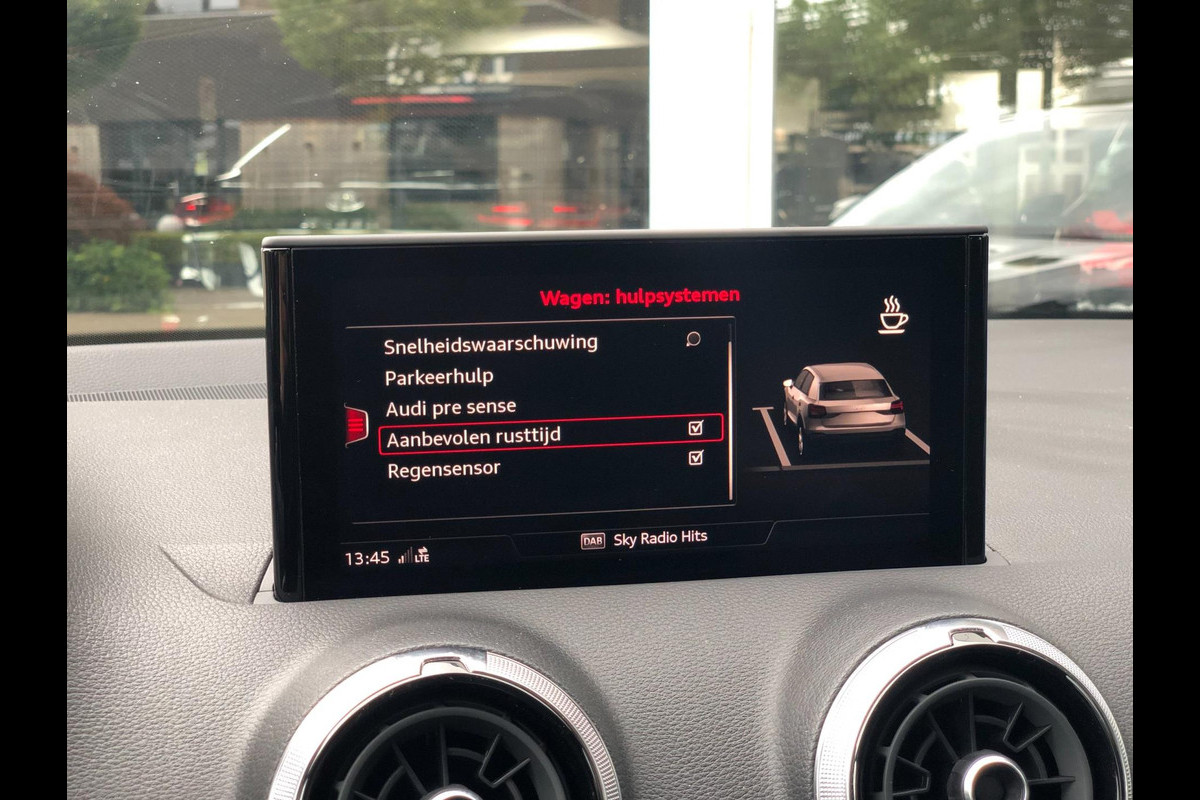 Wagen: hulpsystemen
Snelheidswaarschuwing
Parkeerhulp
Audi pre sense
Aanbevolen rusttijd
Regensensor
DAB Sky Radio Hits
13:45 LTE